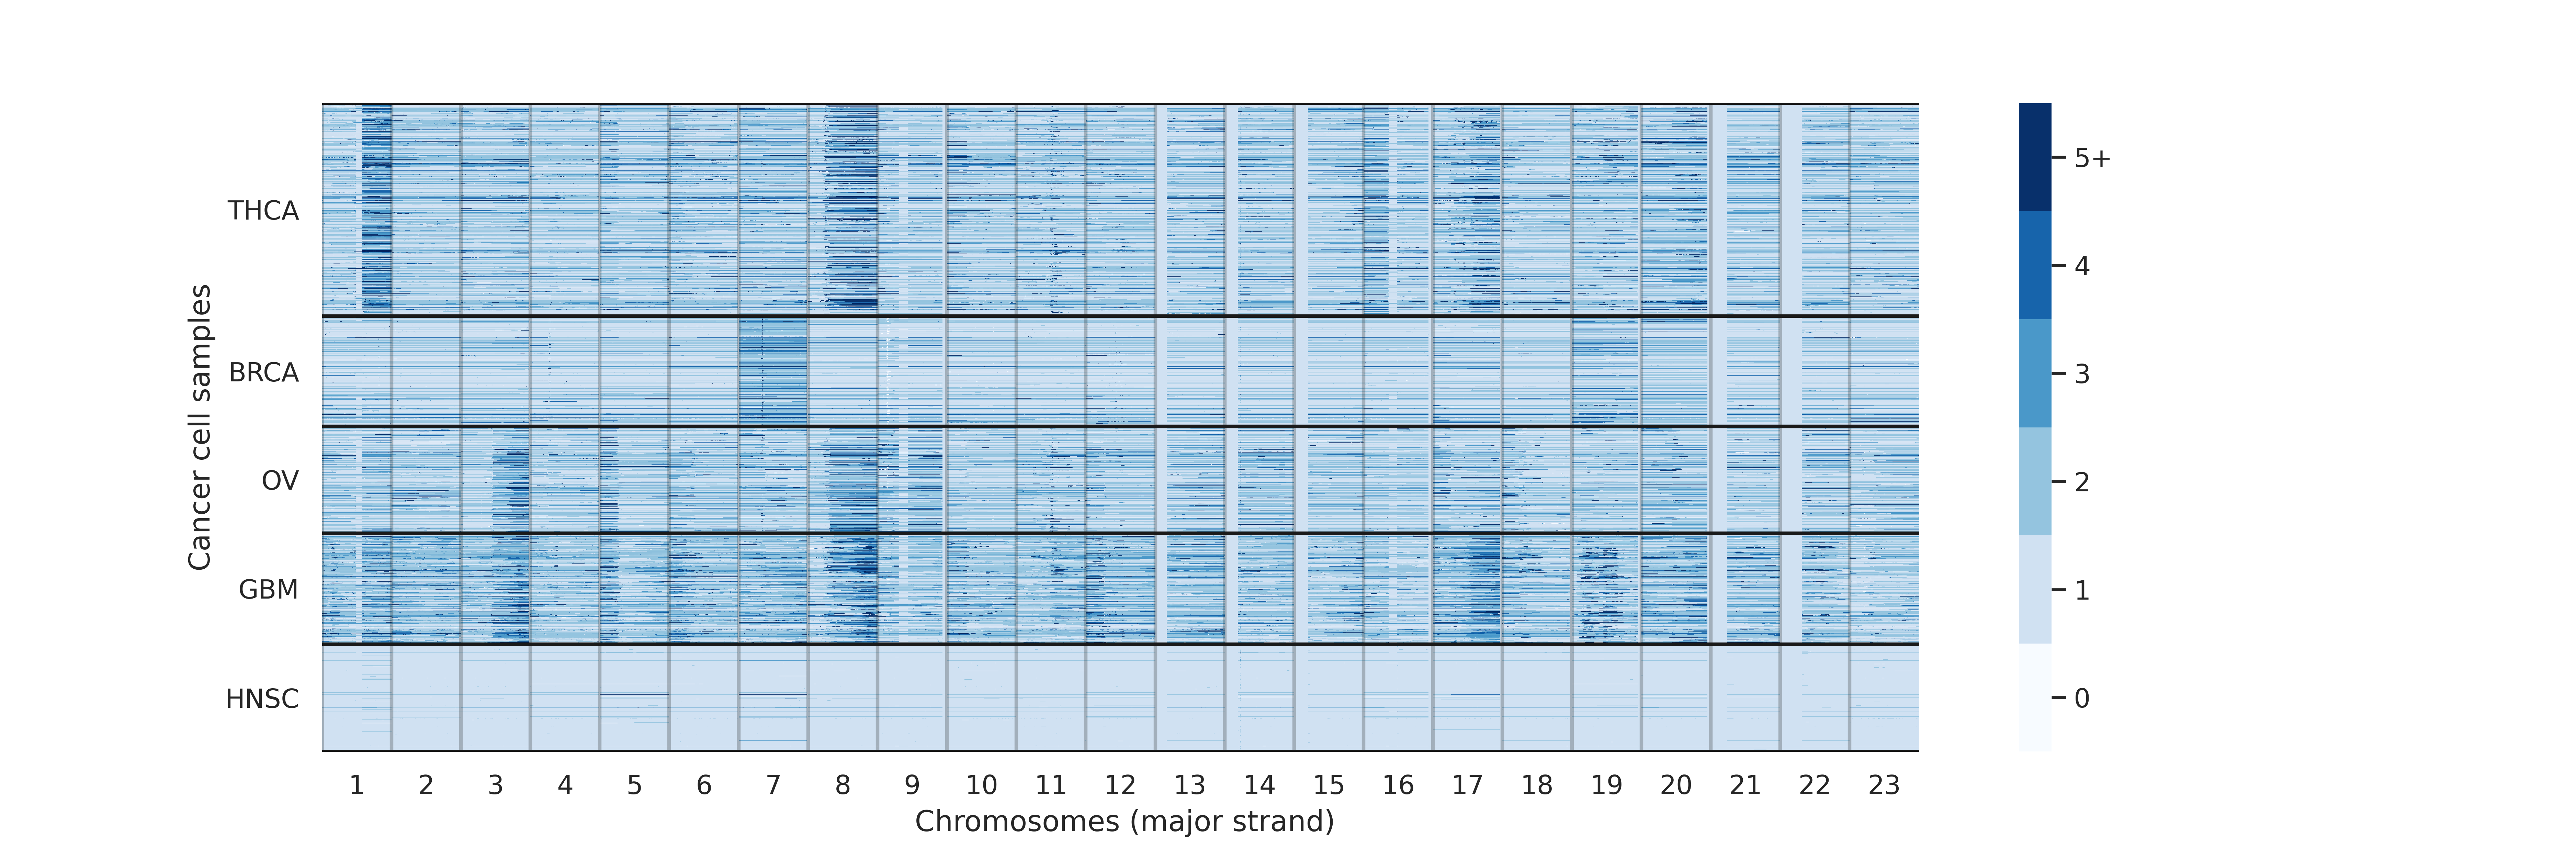 Cancer cell samples
THCA
BRCA
OV
GBM
HNSC
1 2 3 4 5 6 7 8 9 10 11 12 13 14 15 16 17 18 19 20 21 22 23
Chromosomes (major strand)
5+
4
3
2
1
0